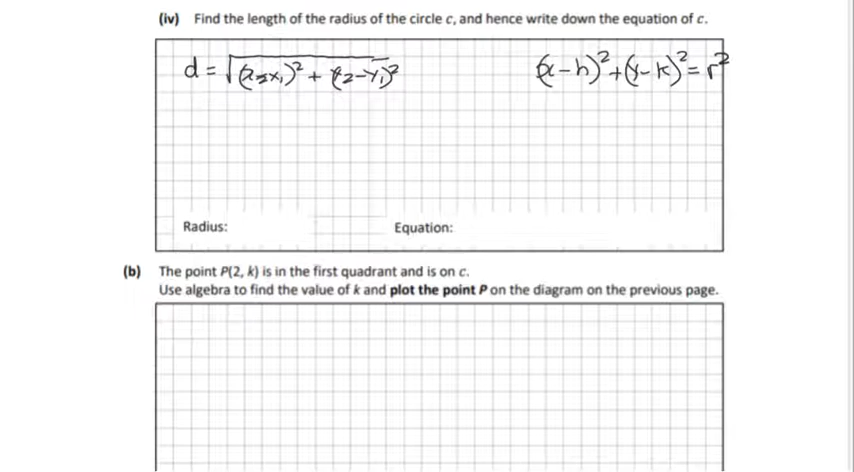 (iv) Find the length of the radius of the circle c, and hence write down the equation of c.
d = √(x₂-x₁)² + (y₂-y₁)²
(x-h)²+(y-k)²= r²
Radius:
Equation:
(b) The point P(2, k) is in the first quadrant and is on c.
Use algebra to find the value of k and plot the point P on the diagram on the previous page.